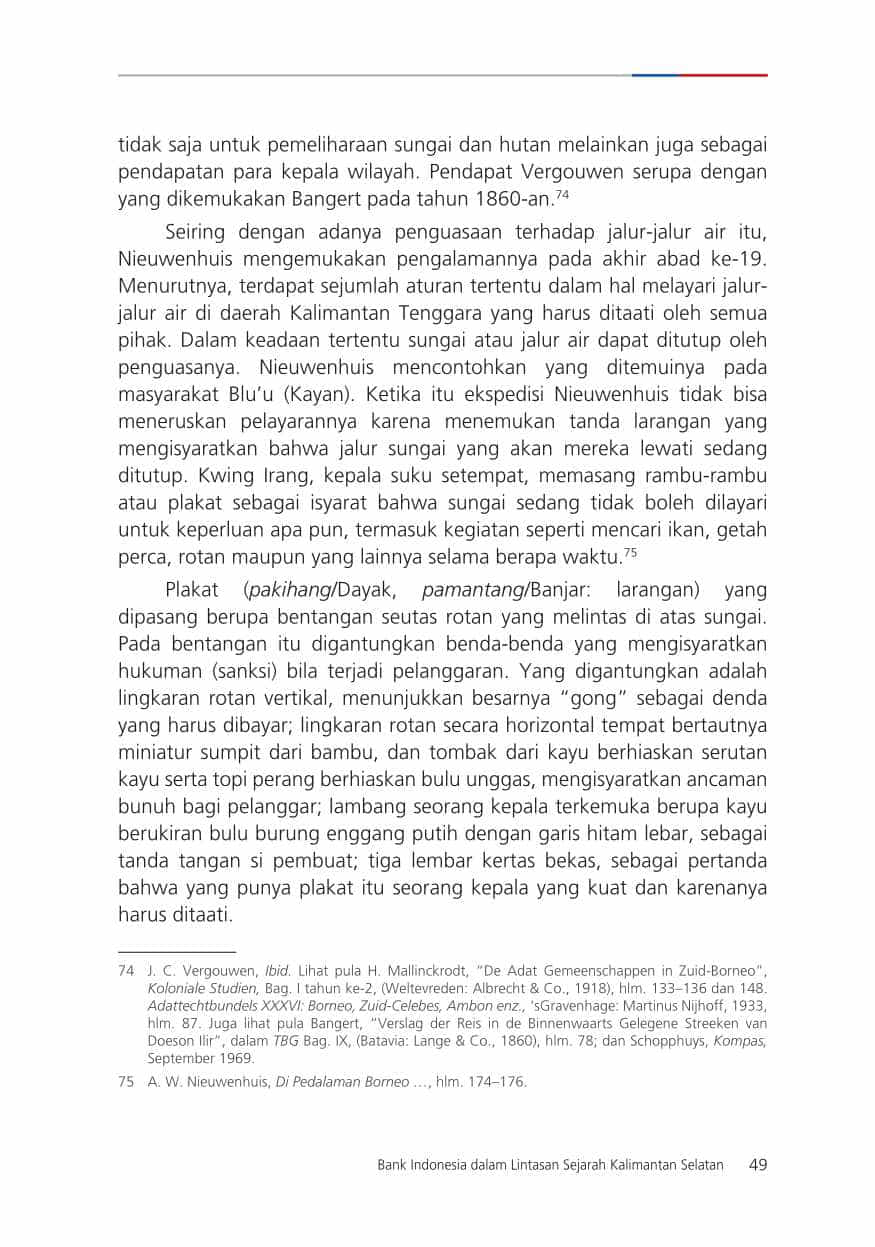 tidak saja untuk pemeliharaan sungai dan hutan melainkan juga sebagai
pendapatan para kepala wilayah. Pendapat Vergouwen serupa dengan
yang dikemukakan Bangert pada tahun 1860-an.74
Seiring dengan adanya penguasaan terhadap jalur-jalur air itu,
Nieuwenhuis mengemukakan pengalamannya pada akhir abad ke-19.
Menurutnya, terdapat sejumlah aturan tertentu dalam hal melayari jalur-
jalur air di daerah Kalimantan Tenggara yang harus ditaati oleh semua
pihak. Dalam keadaan tertentu sungai atau jalur air dapat ditutup oleh
penguasanya. Nieuwenhuis mencontohkan yang ditemuinya pada
masyarakat Blu’u (Kayan). Ketika itu ekspedisi Nieuwenhuis tidak bisa
meneruskan pelayarannya karena menemukan tanda larangan yang
mengisyaratkan bahwa jalur sungai yang akan mereka lewati sedang
ditutup. Kwing Irang, kepala suku setempat, memasang rambu-rambu
atau plakat sebagai isyarat bahwa sungai sedang tidak boleh dilayari
untuk keperluan apa pun, termasuk kegiatan seperti mencari ikan, getah
perca, rotan maupun yang lainnya selama berapa waktu.75
Plakat (pakihang/Dayak, pamantang/Banjar: larangan) yang
dipasang berupa bentangan seutas rotan yang melintas di atas sungai.
Pada bentangan itu digantungkan benda-benda yang mengisyaratkan
hukuman (sanksi) bila terjadi pelanggaran. Yang digantungkan adalah
lingkaran rotan vertikal, menunjukkan besarnya “gong” sebagai denda
yang harus dibayar; lingkaran rotan secara horizontal tempat bertautnya
miniatur sumpit dari bambu, dan tombak dari kayu berhiaskan serutan
kayu serta topi perang berhiaskan bulu unggas, mengisyaratkan ancaman
bunuh bagi pelanggar; lambang seorang kepala terkemuka berupa kayu
berukiran bulu burung enggang putih dengan garis hitam lebar, sebagai
tanda tangan si pembuat; tiga lembar kertas bekas, sebagai pertanda
bahwa yang punya plakat itu seorang kepala yang kuat dan karenanya
harus ditaati.
74 J. C. Vergouwen, Ibid. Lihat pula H. Mallinckrodt, “De Adat Gemeenschappen in Zuid-Borneo”,
Koloniale Studien, Bag. I tahun ke-2, (Weltevreden: Albrecht & Co., 1918), hlm. 133–136 dan 148.
Adattechtbundels XXXVI: Borneo, Zuid-Celebes, Ambon enz., ‘sGravenhage: Martinus Nijhoff, 1933,
hlm. 87. Juga lihat pula Bangert, “Verslag der Reis in de Binnenwaarts Gelegene Streeken van
Doeson Ilir”, dalam TBG Bag. IX, (Batavia: Lange & Co., 1860), hlm. 78; dan Schopphuys, Kompas,
September 1969.
75 A. W. Nieuwenhuis, Di Pedalaman Borneo …, hlm. 174–176.
Bank Indonesia dalam Lintasan Sejarah Kalimantan Selatan 49